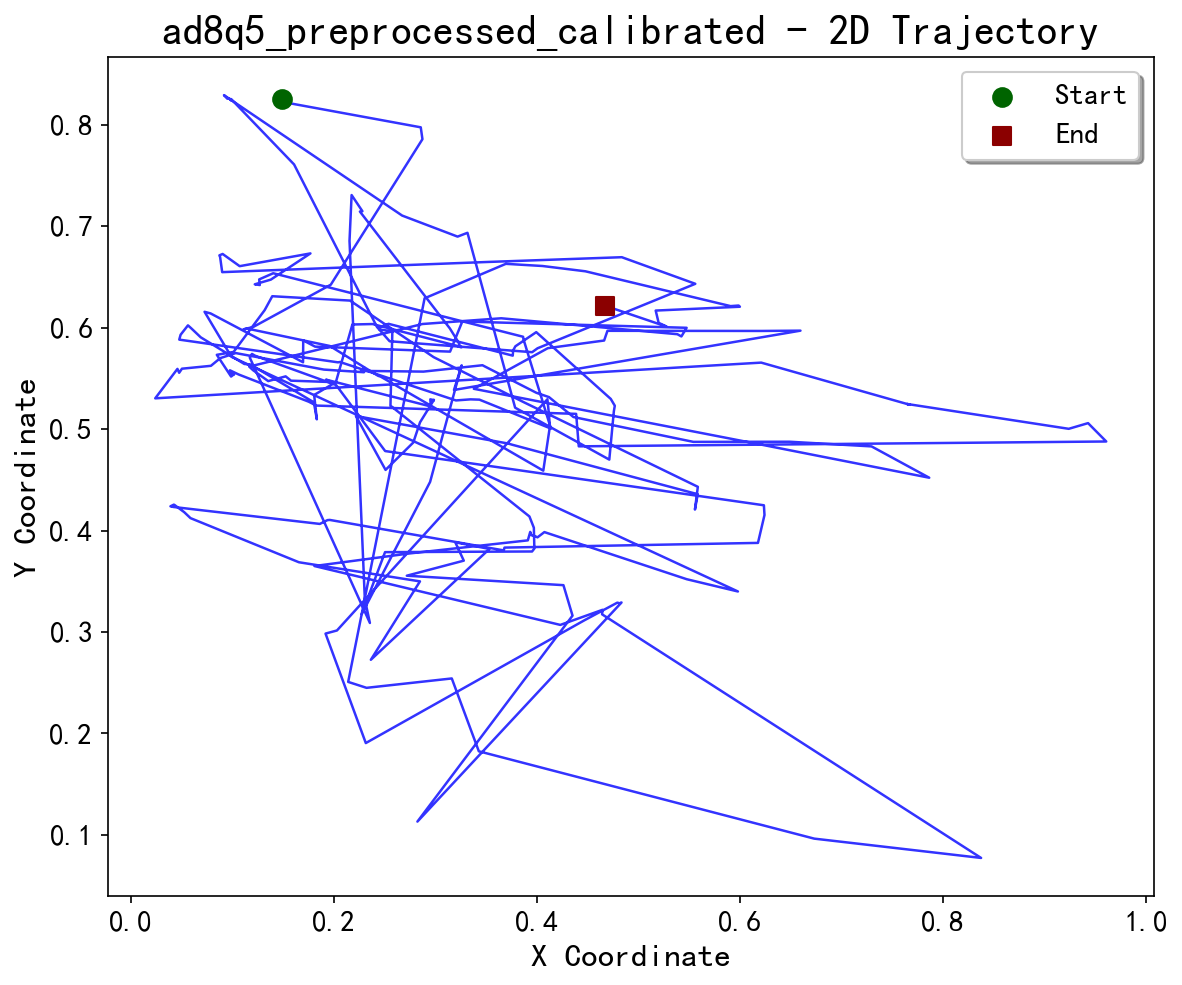 ad8q5_preprocessed_calibrated - 2D Trajectory
Start
End
0.8
0.7
0.6
0.5
0.4
0.3
0.2
0.1
Y Coordinate
0.0 0.2 0.4 0.6 0.8 1.0
X Coordinate